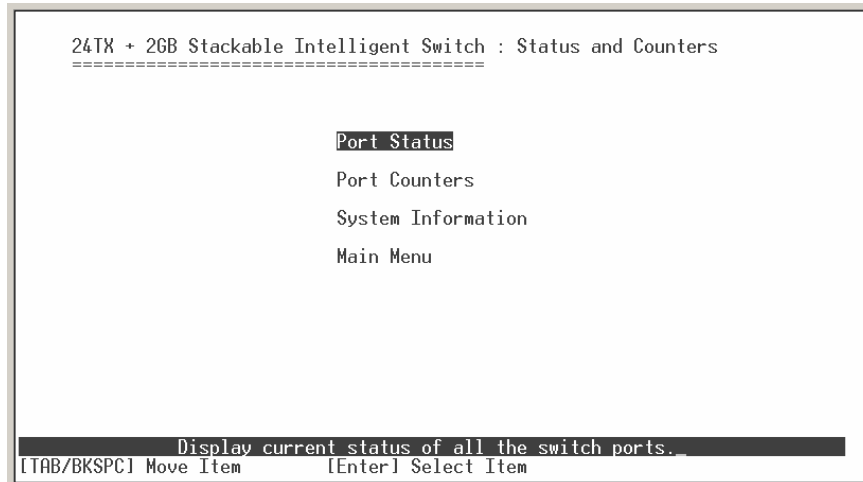 24TX + 2GB Stackable Intelligent Switch : Status and Counters
=======================================
Port Status
Port Counters
System Information
Main Menu
Display current status of all the switch ports._
[TAB/BKSPC] Move Item [Enter] Select Item